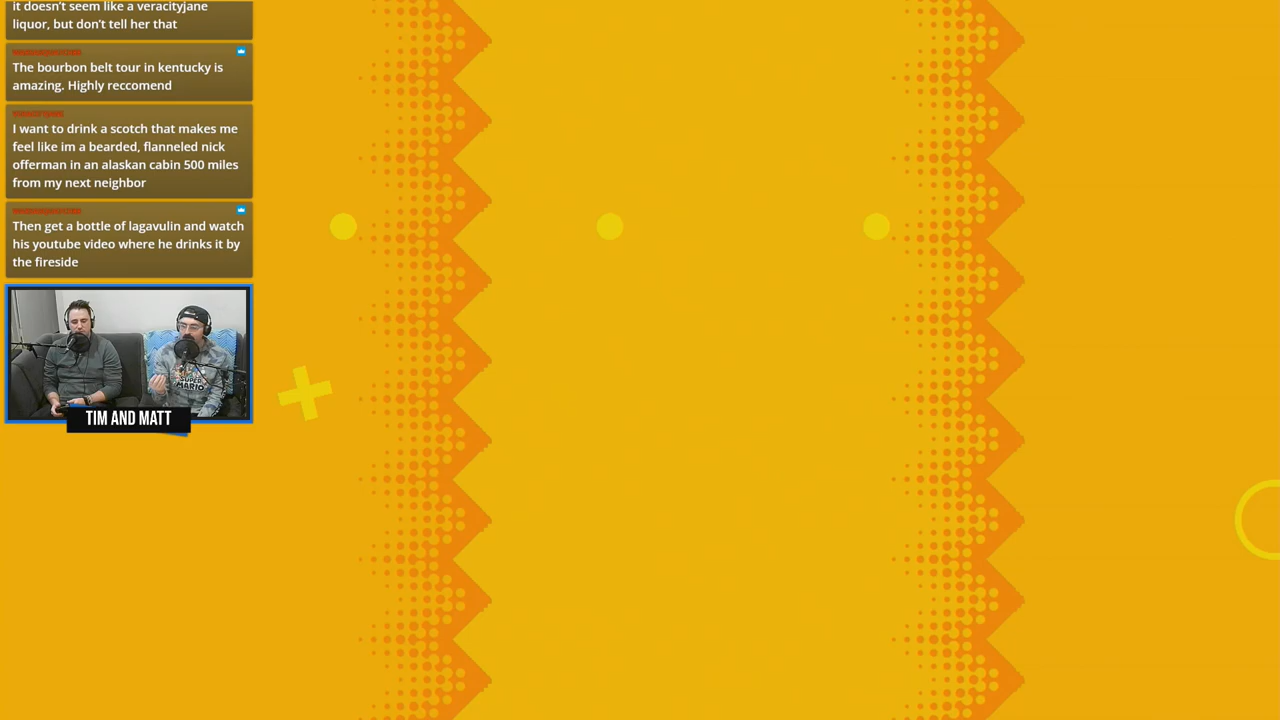 it doesn't seem like a veracityjane
liquor, but don't tell her that
The bourbon belt tour in kentucky is
amazing. Highly reccomend
I want to drink a scotch that makes me
feel like im a bearded, flanneled nick
offerman in an alaskan cabin 500 miles
from my next neighbor
Then get a bottle of lagavulin and watch
his youtube video where he drinks it by
the fireside
SUPER
MARIO
TIM AND MATT